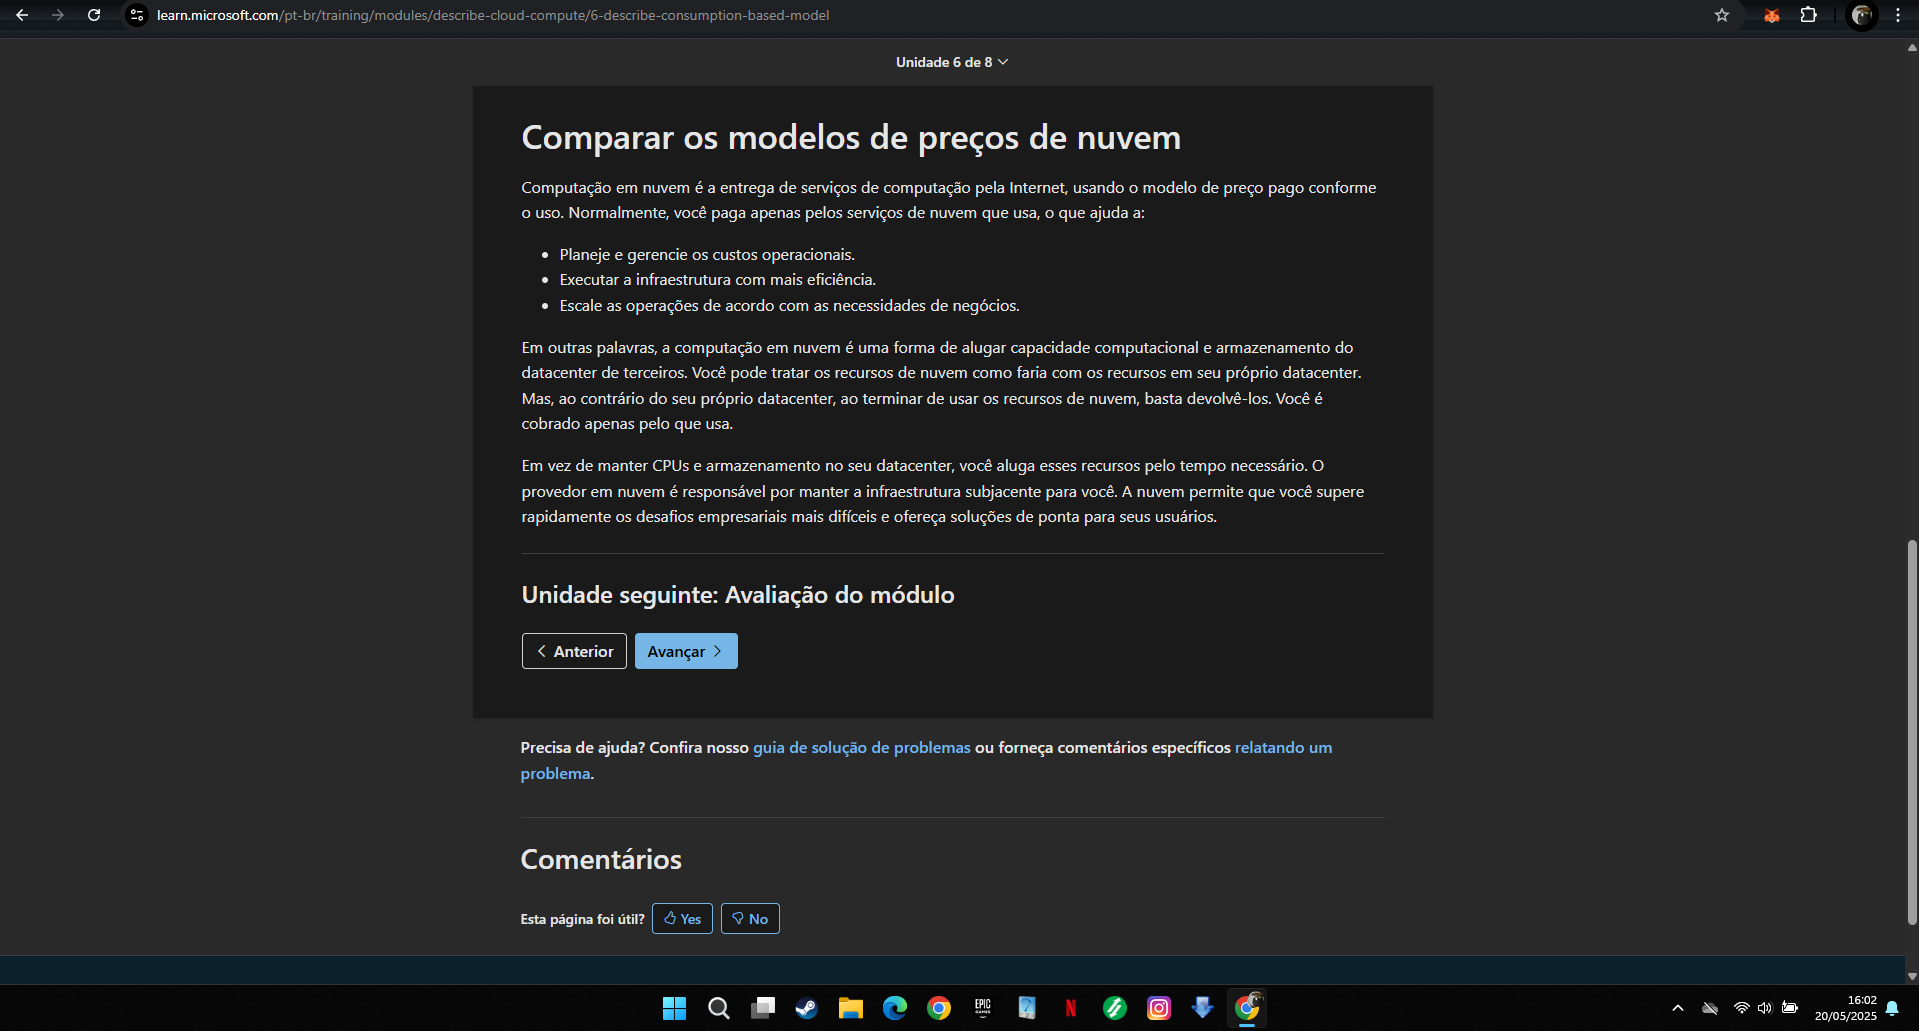 learn.microsoft.com/pt-br/training/modules/describe-cloud-compute/6-describe-consumption-based-model
Unidade 6 de 8
Comparar os modelos de preços de nuvem
Computação em nuvem é a entrega de serviços de computação pela Internet, usando o modelo de preço pago conforme
o uso. Normalmente, você paga apenas pelos serviços de nuvem que usa, o que ajuda a:
Planeje e gerencie os custos operacionais.
Executar a infraestrutura com mais eficiência.
Escale as operações de acordo com as necessidades de negócios.
Em outras palavras, a computação em nuvem é uma forma de alugar capacidade computacional e armazenamento do
datacenter de terceiros. Você pode tratar os recursos de nuvem como faria com os recursos em seu próprio datacenter.
Mas, ao contrário do seu próprio datacenter, ao terminar de usar os recursos de nuvem, basta devolvê-los. Você é
cobrado apenas pelo que usa.
Em vez de manter CPUs e armazenamento no seu datacenter, você aluga esses recursos pelo tempo necessário. O
provedor em nuvem é responsável por manter a infraestrutura subjacente para você. A nuvem permite que você supere
rapidamente os desafios empresariais mais difíceis e ofereça soluções de ponta para seus usuários.
Unidade seguinte: Avaliação do módulo
Anterior
Avançar
Precisa de ajuda? Confira nosso guia de solução de problemas ou forneça comentários específicos relatando um
problema.
Comentários
Esta página foi útil?
Yes
No
EPIC
GAMES
N
16:02
20/05/2025